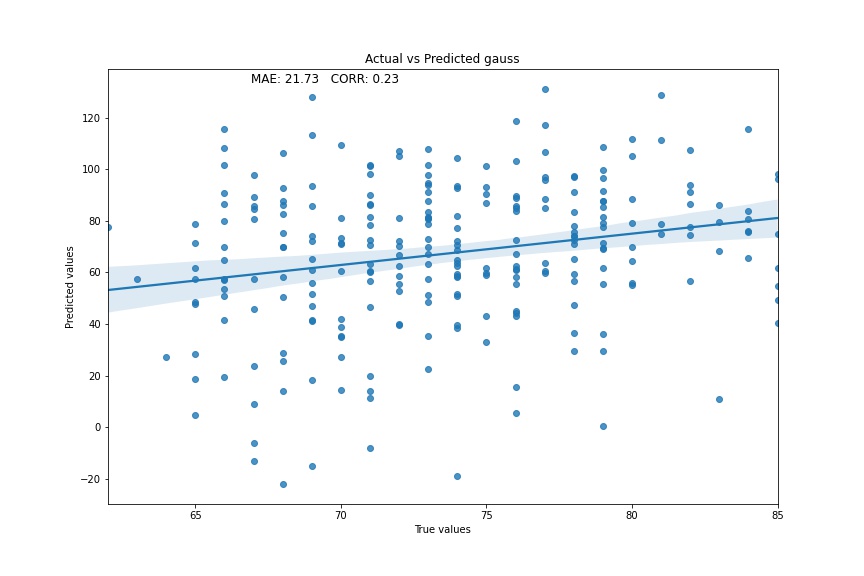 Actual vs Predicted gauss
MAE: 21.73 CORR: 0.23
120
100
80
60
40
20
0
−20
Predicted values
65 70 75 80 85
True values